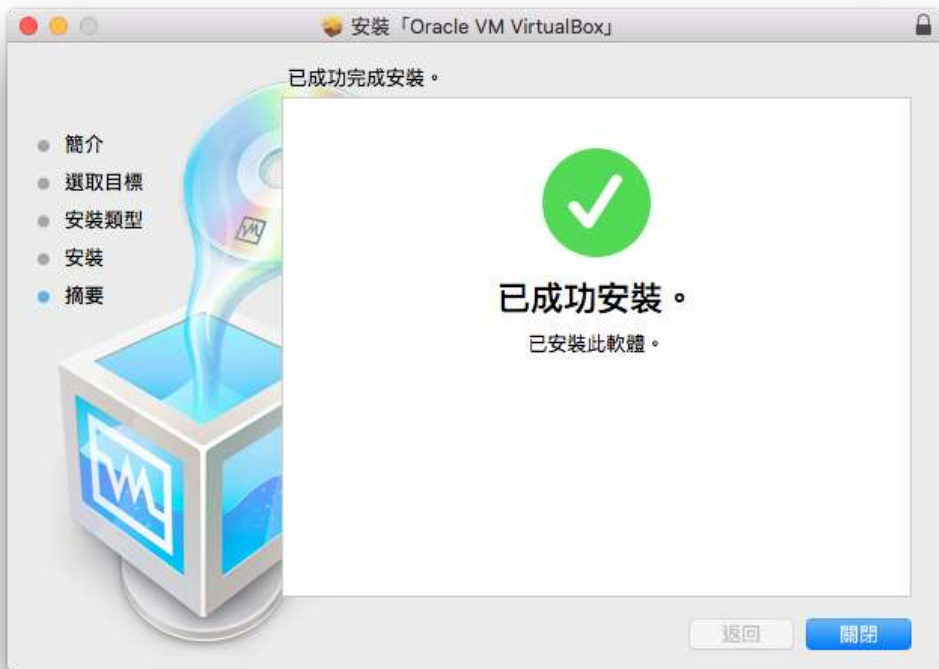 安裝「Oracle VM VirtualBox」
已成功完成安裝。
簡介
選取目標
安裝類型
安裝
摘要
已成功安裝。
已安裝此軟體。
返回
關閉